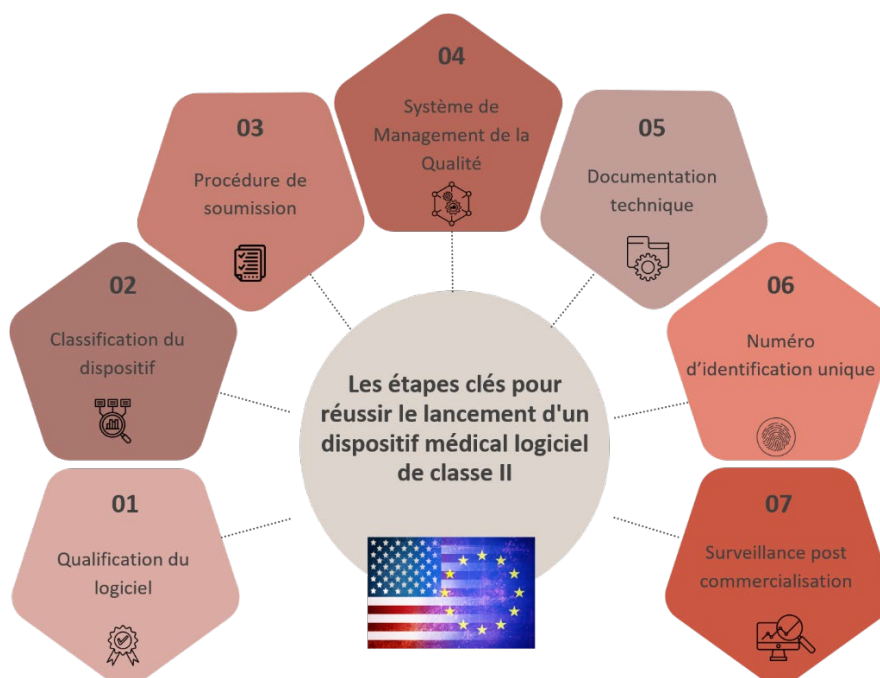 Les étapes clés pour
réussir le lancement d'un
dispositif médical logiciel
de classe II
01
Qualification du
logiciel
02
Classification du
dispositif
03
Procédure de
soumission
04
Système de
Management de la
Qualité
05
Documentation
technique
06
Numéro
d’identification unique
07
Surveillance post
commercialisation